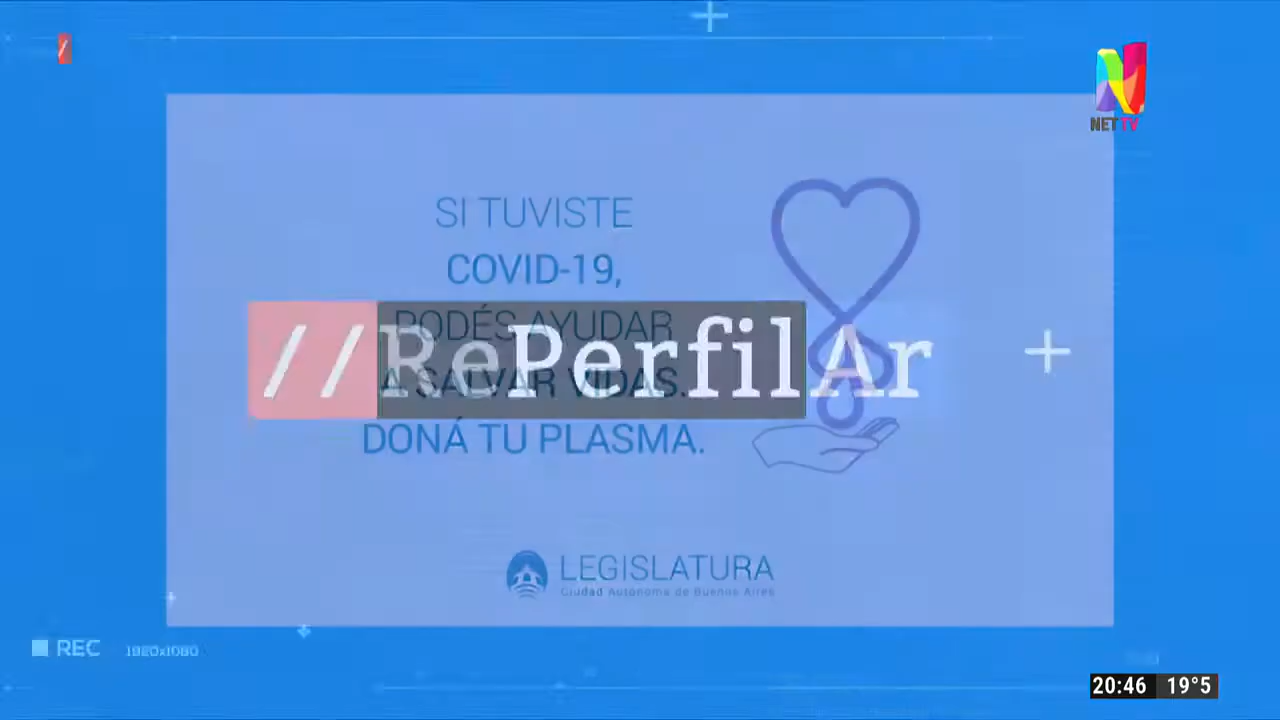 /
NET TV
SI TUVISTE
COVID-19,
PODÉS AYUDAR
A SALVAR VIDAS.
DONÁ TU PLASMA.
//RePerfilAr
LEGISLATURA
Ciudad Autónoma de Buenos Aires
REC 1920x1080
20:46 19°5